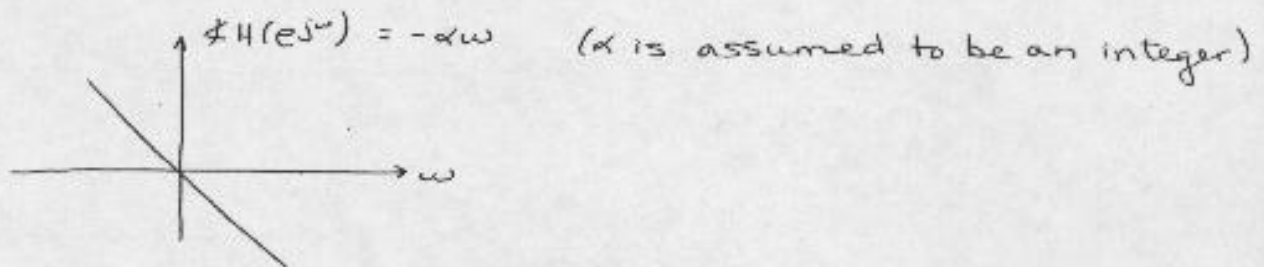 ∢H(e^{jω}) = -αω (α is assumed to be an integer)
ω